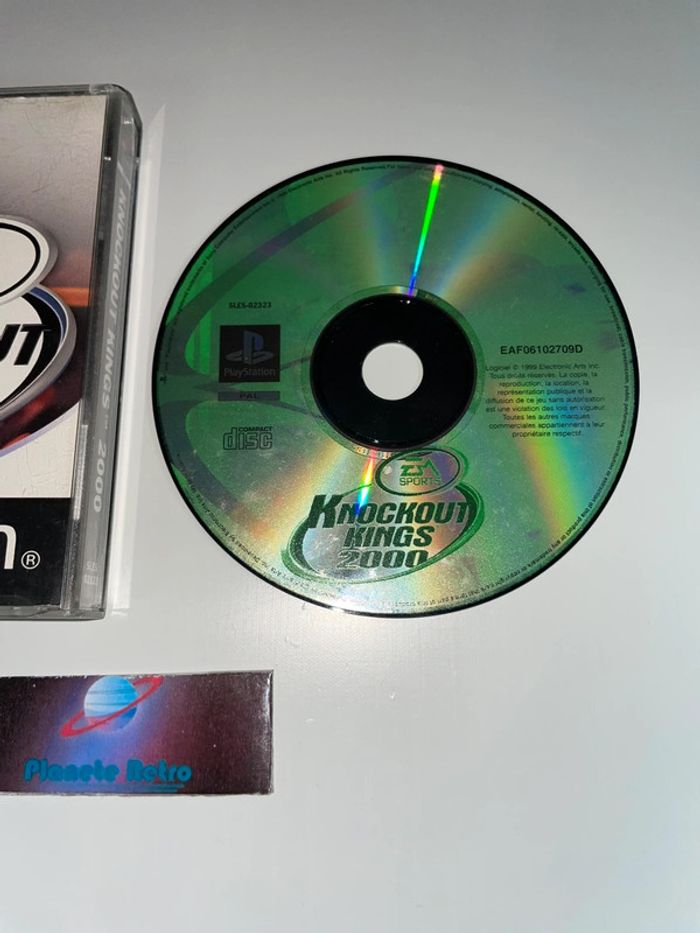 KNOCKOUT KINGS 2000
SLES
02323
UT
n®
SLES-02323
PlayStation
PAL
COMPACT
disc
EAF06102709D
Logiciel © 1999 Electronic Arts Inc.
Tous droits réservés. La copie, la
reproduction, la location, la
représentation publique et la
diffusion de ce jeu sans autorisation
est une violation des lois en vigueur.
Toutes les autres marques
commerciales appartiennent à leur
propriétaire respectif.
EA
SPORTS
KNOCKOUT
KINGS
2000
Planete Retro